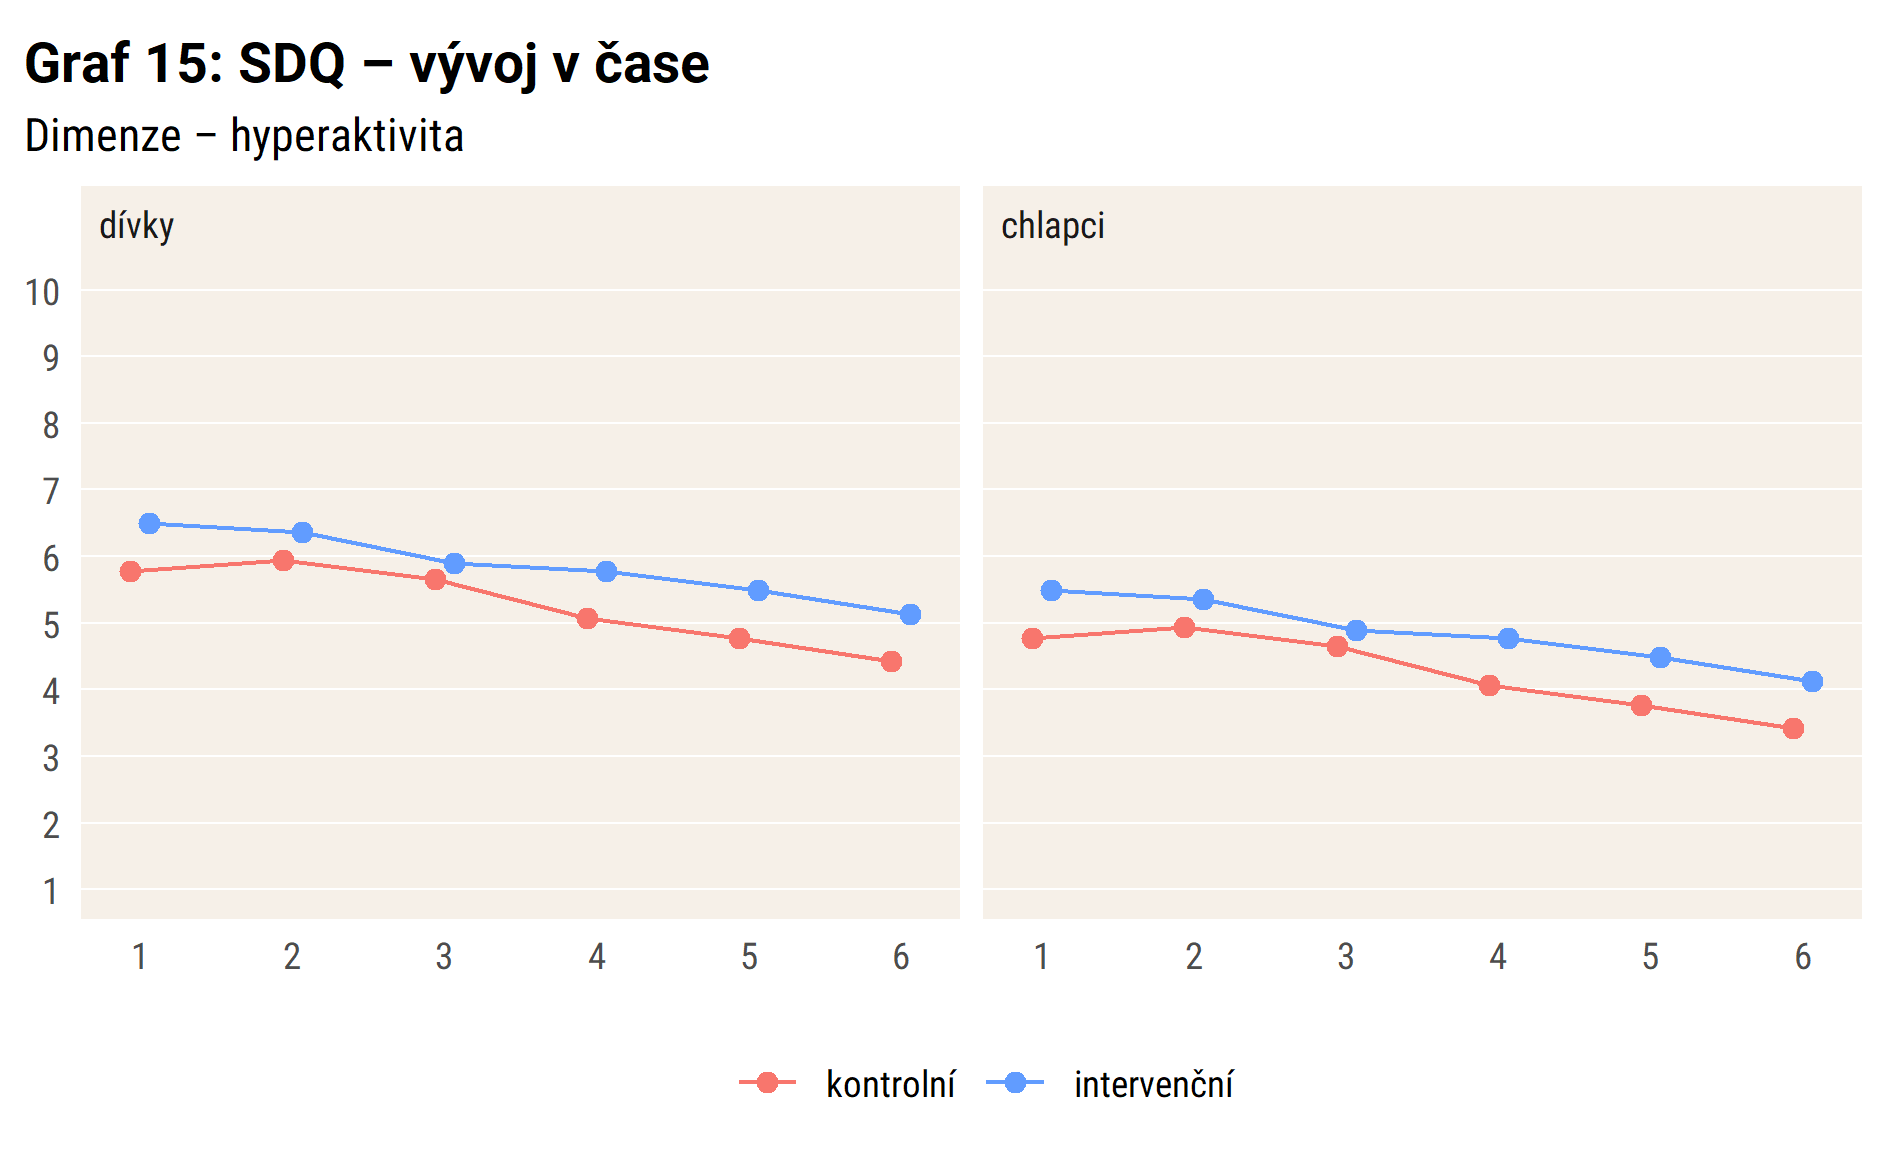 Graf 15: SDQ – vývoj v čase
Dimenze – hyperaktivita
dívky
chlapci
10
9
8
7
6
5
4
3
2
1
1 2 3 4 5 6
1 2 3 4 5 6
kontrolní intervenční